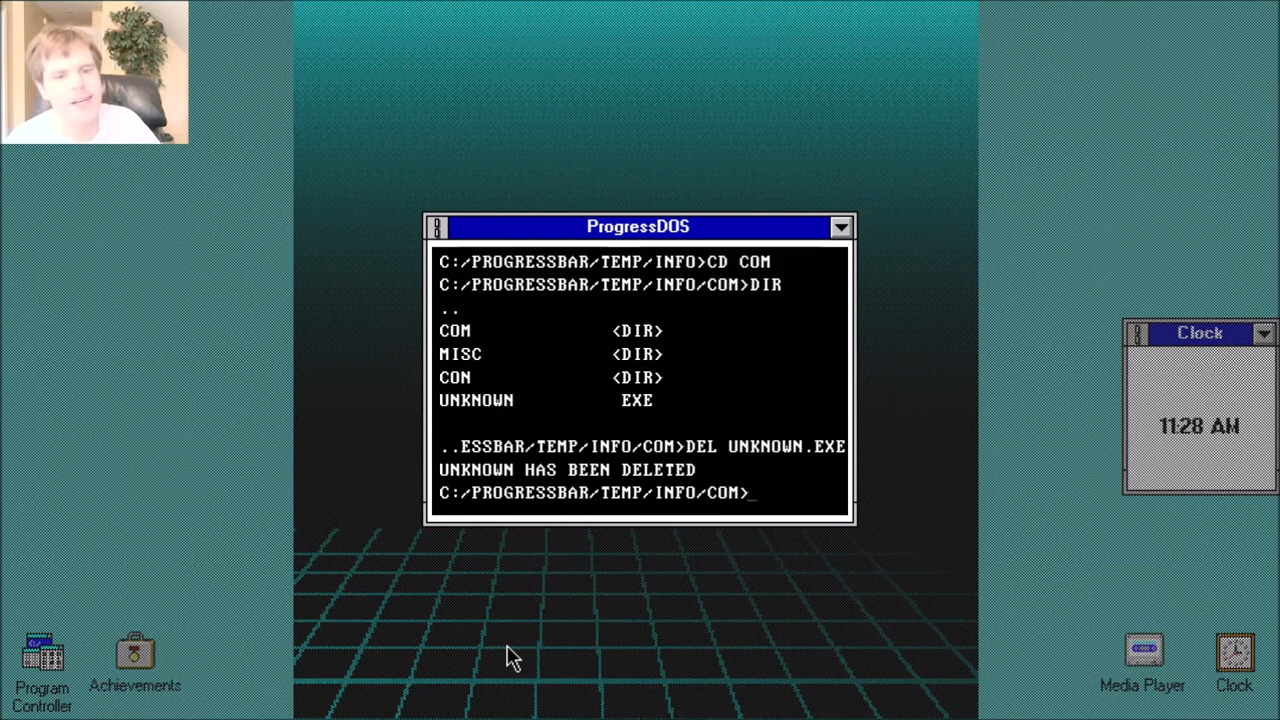 ProgressDOS
C:/PROGRESSBAR/TEMP/INFO>CD COM
C:/PROGRESSBAR/TEMP/INFO/COM>DIR
..
COM <DIR>
MISC <DIR>
CON <DIR>
UNKNOWN EXE
..ESSBAR/TEMP/INFO/COM>DEL UNKNOWN.EXE
UNKNOWN HAS BEEN DELETED
C:/PROGRESSBAR/TEMP/INFO/COM>_
Clock
11:28 AM
Program
Controller
Achievements
Media Player
Clock